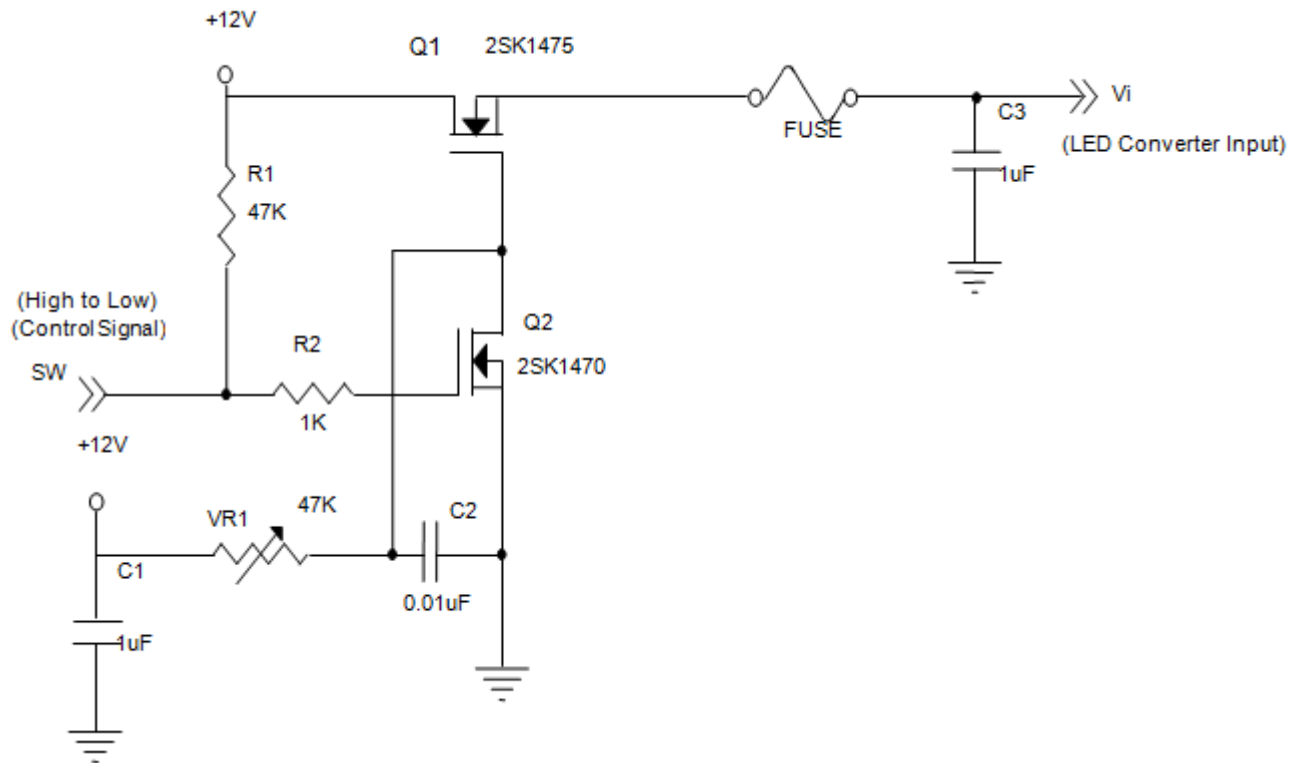 +12V
Q1
2SK1475
FUSE
C3
Vi
1uF
(LED Converter Input)
R1
47K
(High to Low)
(Control Signal)
SW
R2
1K
Q2
2SK1470
+12V
VR1
47K
C2
0.01uF
C1
1uF